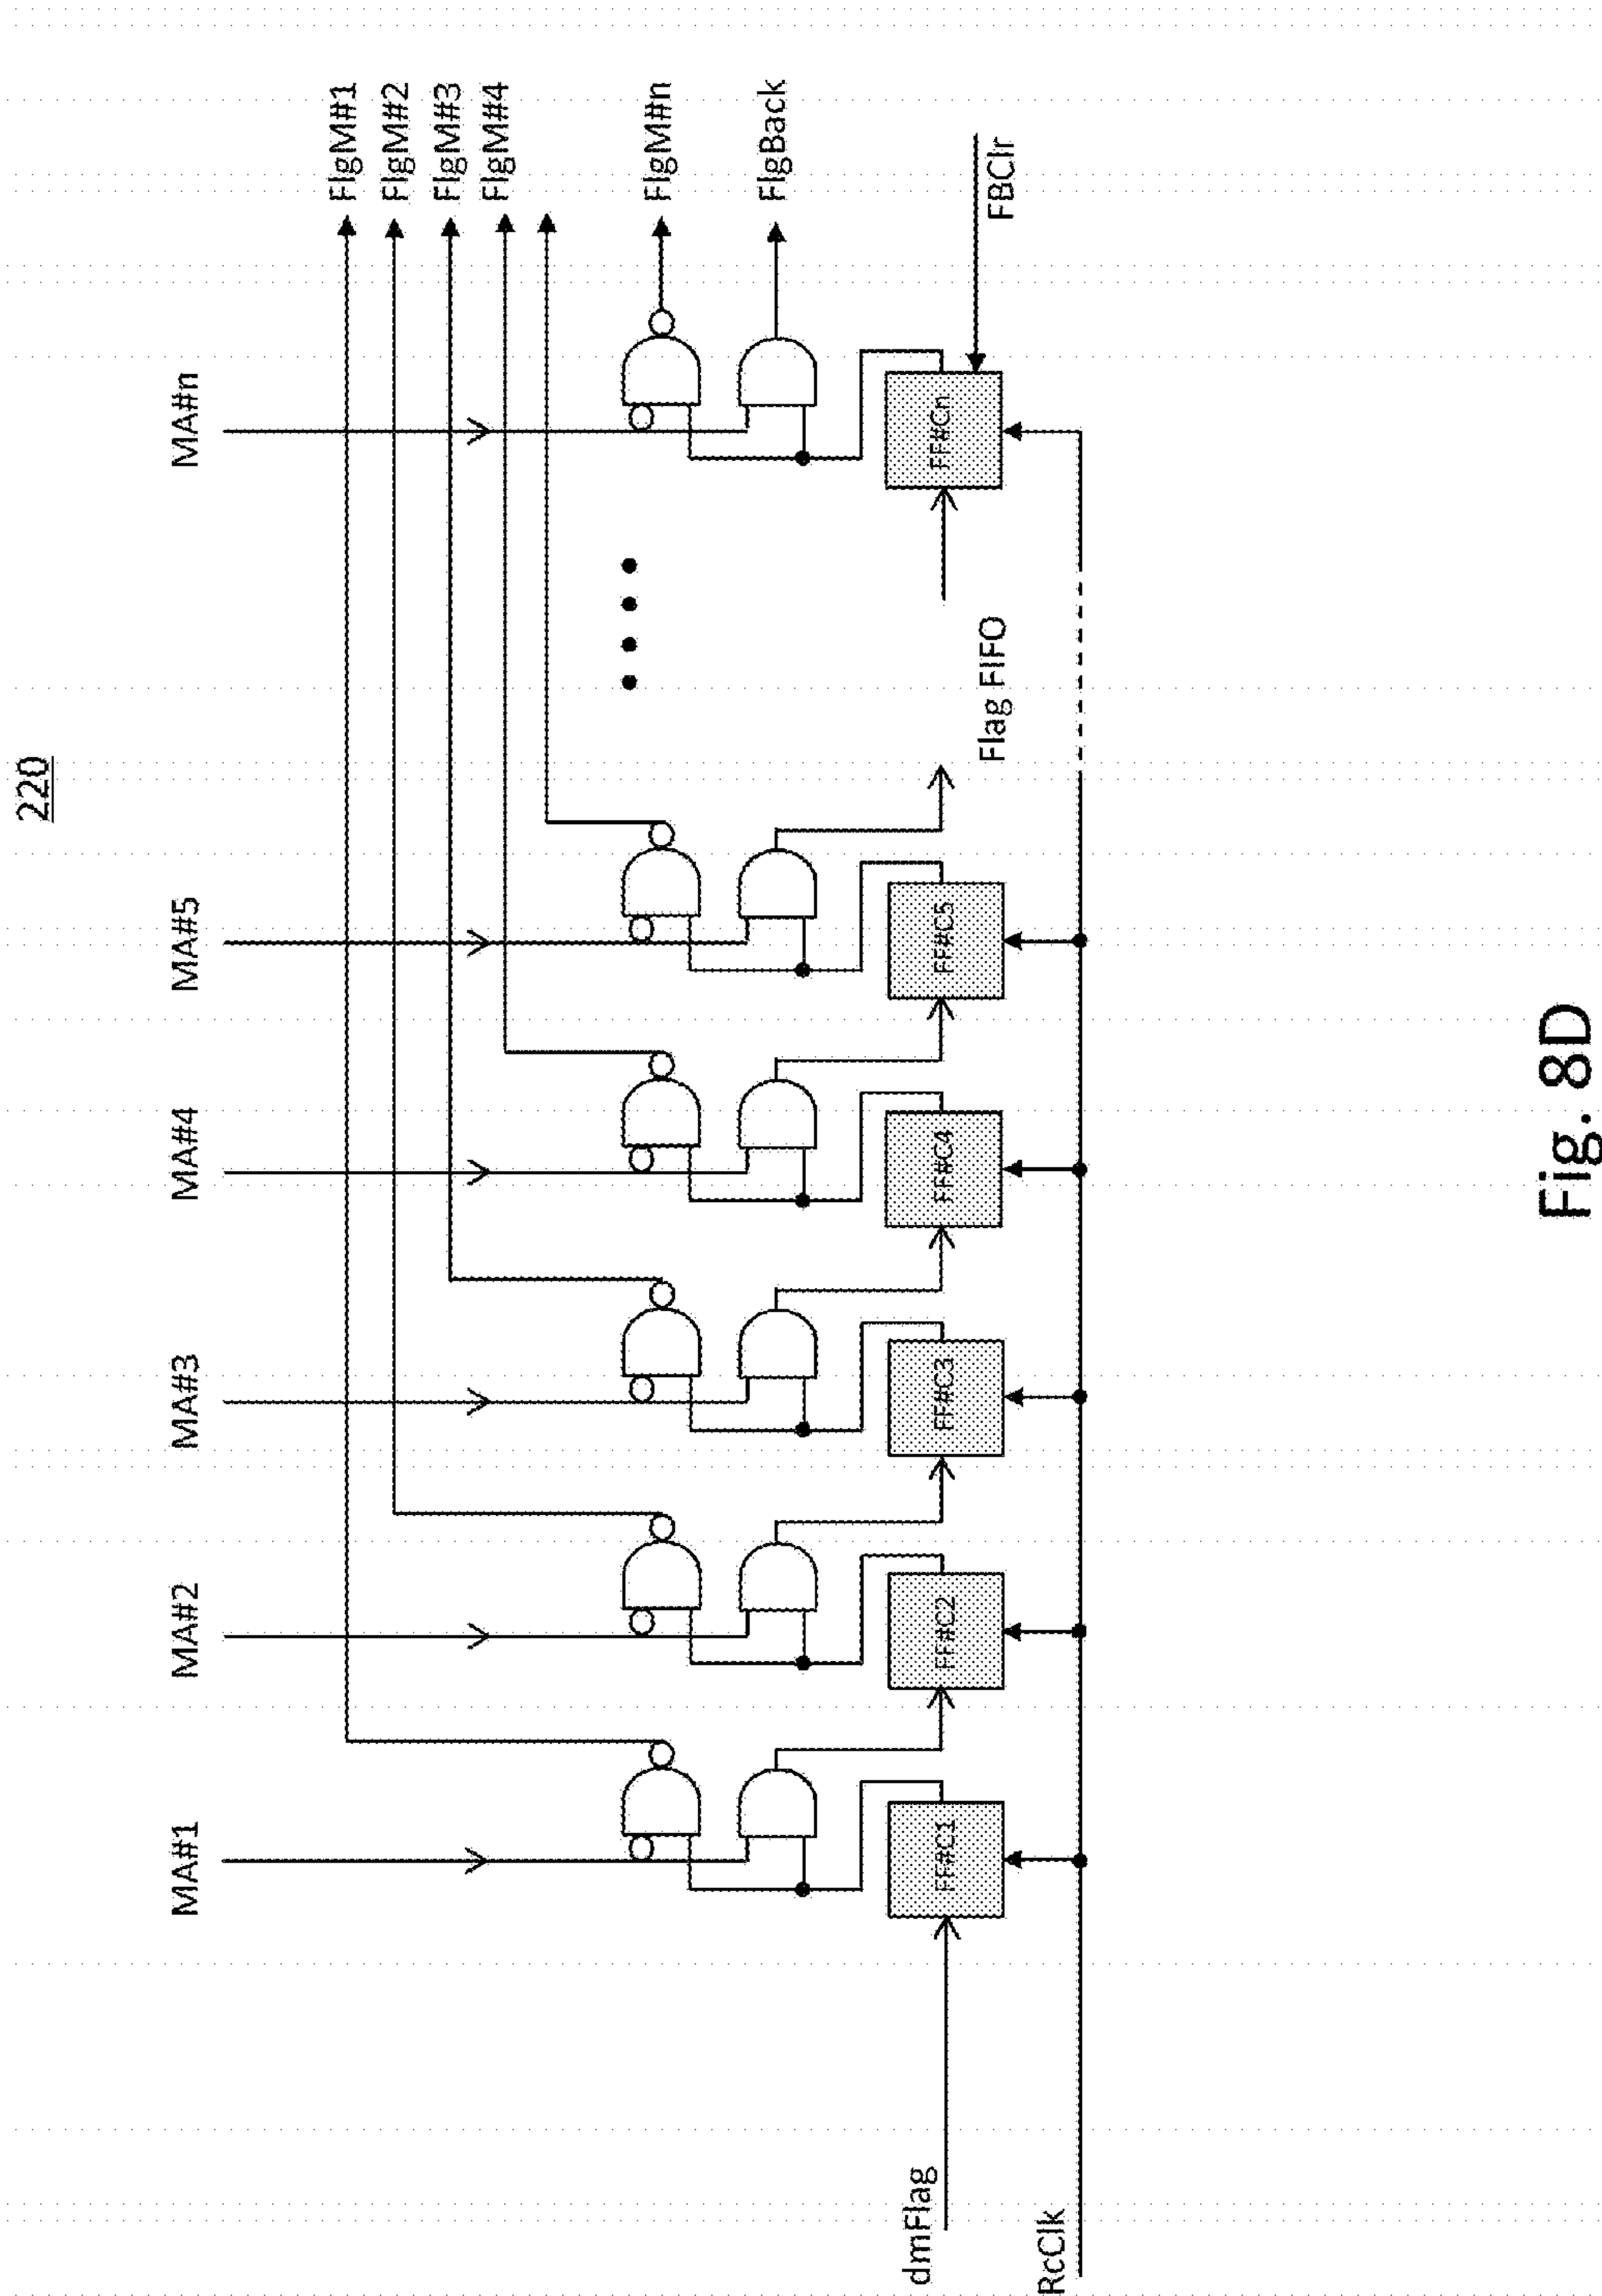 220
MA#1
MA#2
MA#3
MA#4
MA#5
MA#n
FlgM#1
FlgM#2
FlgM#3
FlgM#4
FlgM#n
FlgBack
FF#C1
FF#C2
FF#C3
FF#C4
FF#C5
FF#Cn
dmFlag
Flag FIFO
FBClr
RcClk
Fig. 8D